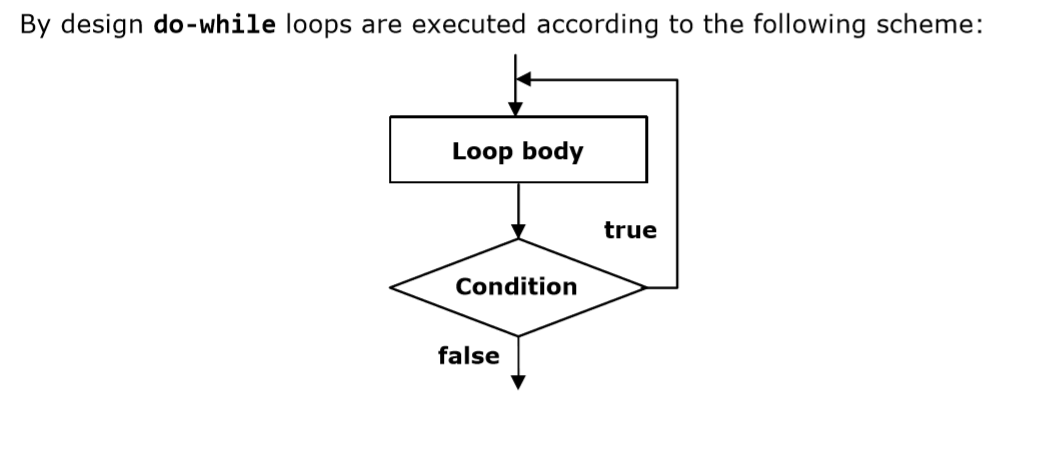 By design do-while loops are executed according to the following scheme:
Loop body
true
Condition
false